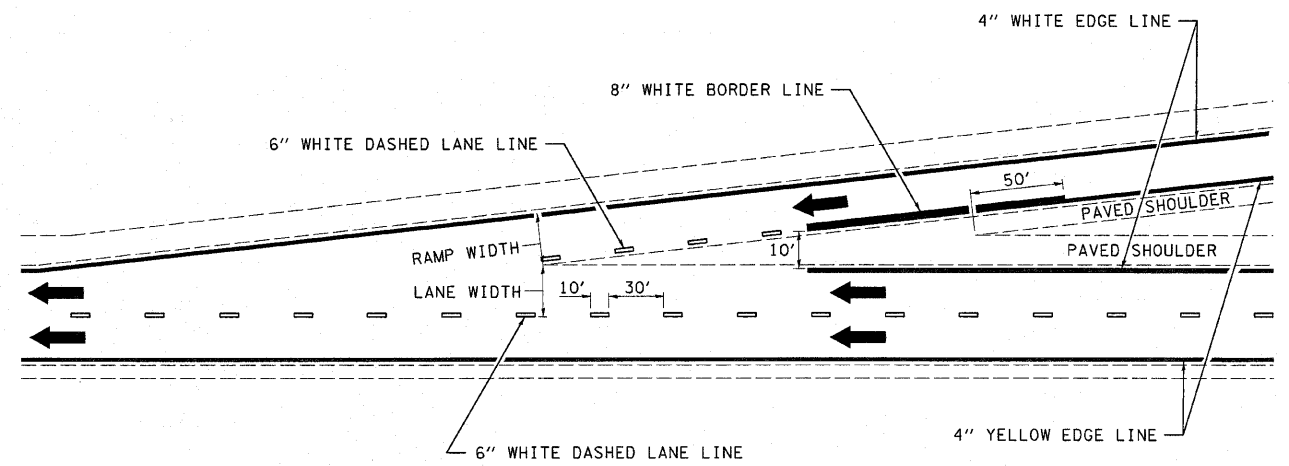 4" WHITE EDGE LINE
8" WHITE BORDER LINE
6" WHITE DASHED LANE LINE
50'
PAVED SHOULDER
RAMP WIDTH
10'
PAVED SHOULDER
LANE WIDTH
10'
30'
4" YELLOW EDGE LINE
6" WHITE DASHED LANE LINE